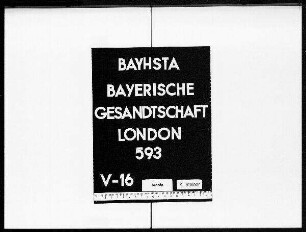 BAYHSTA
BAYERISCHE
GESANDTSCHAFT
LONDON
593
V-16